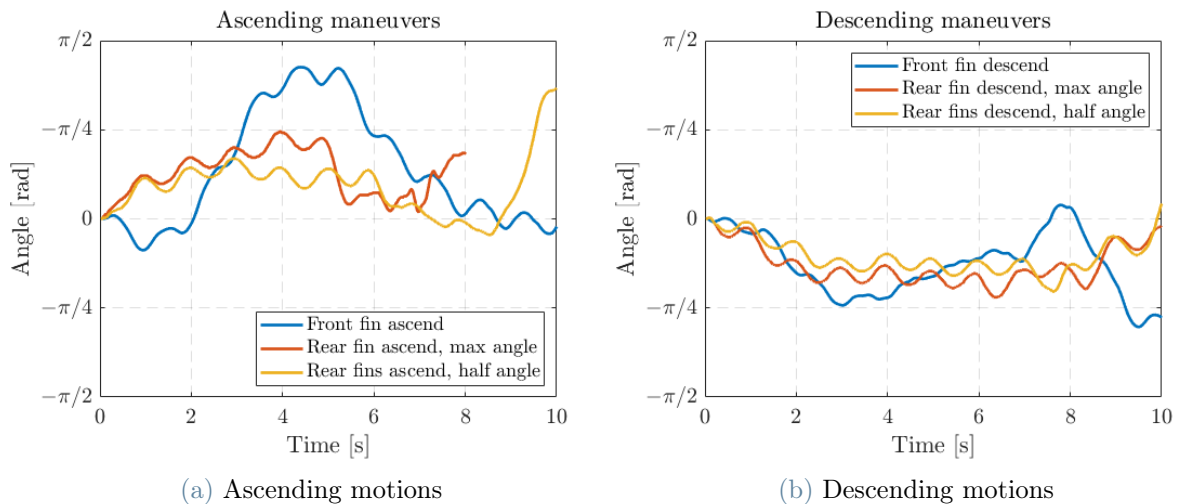 Ascending maneuvers
π/2
−π/4
0
−π/4
−π/2
Angle [rad]
Front fin ascend
Rear fin ascend, max angle
Rear fins ascend, half angle
0 2 4 6 8 10
Time [s]
(a) Ascending motions
Descending maneuvers
π/2
−π/4
0
−π/4
−π/2
Angle [rad]
Front fin descend
Rear fin descend, max angle
Rear fins descend, half angle
0 2 4 6 8 10
Time [s]
(b) Descending motions